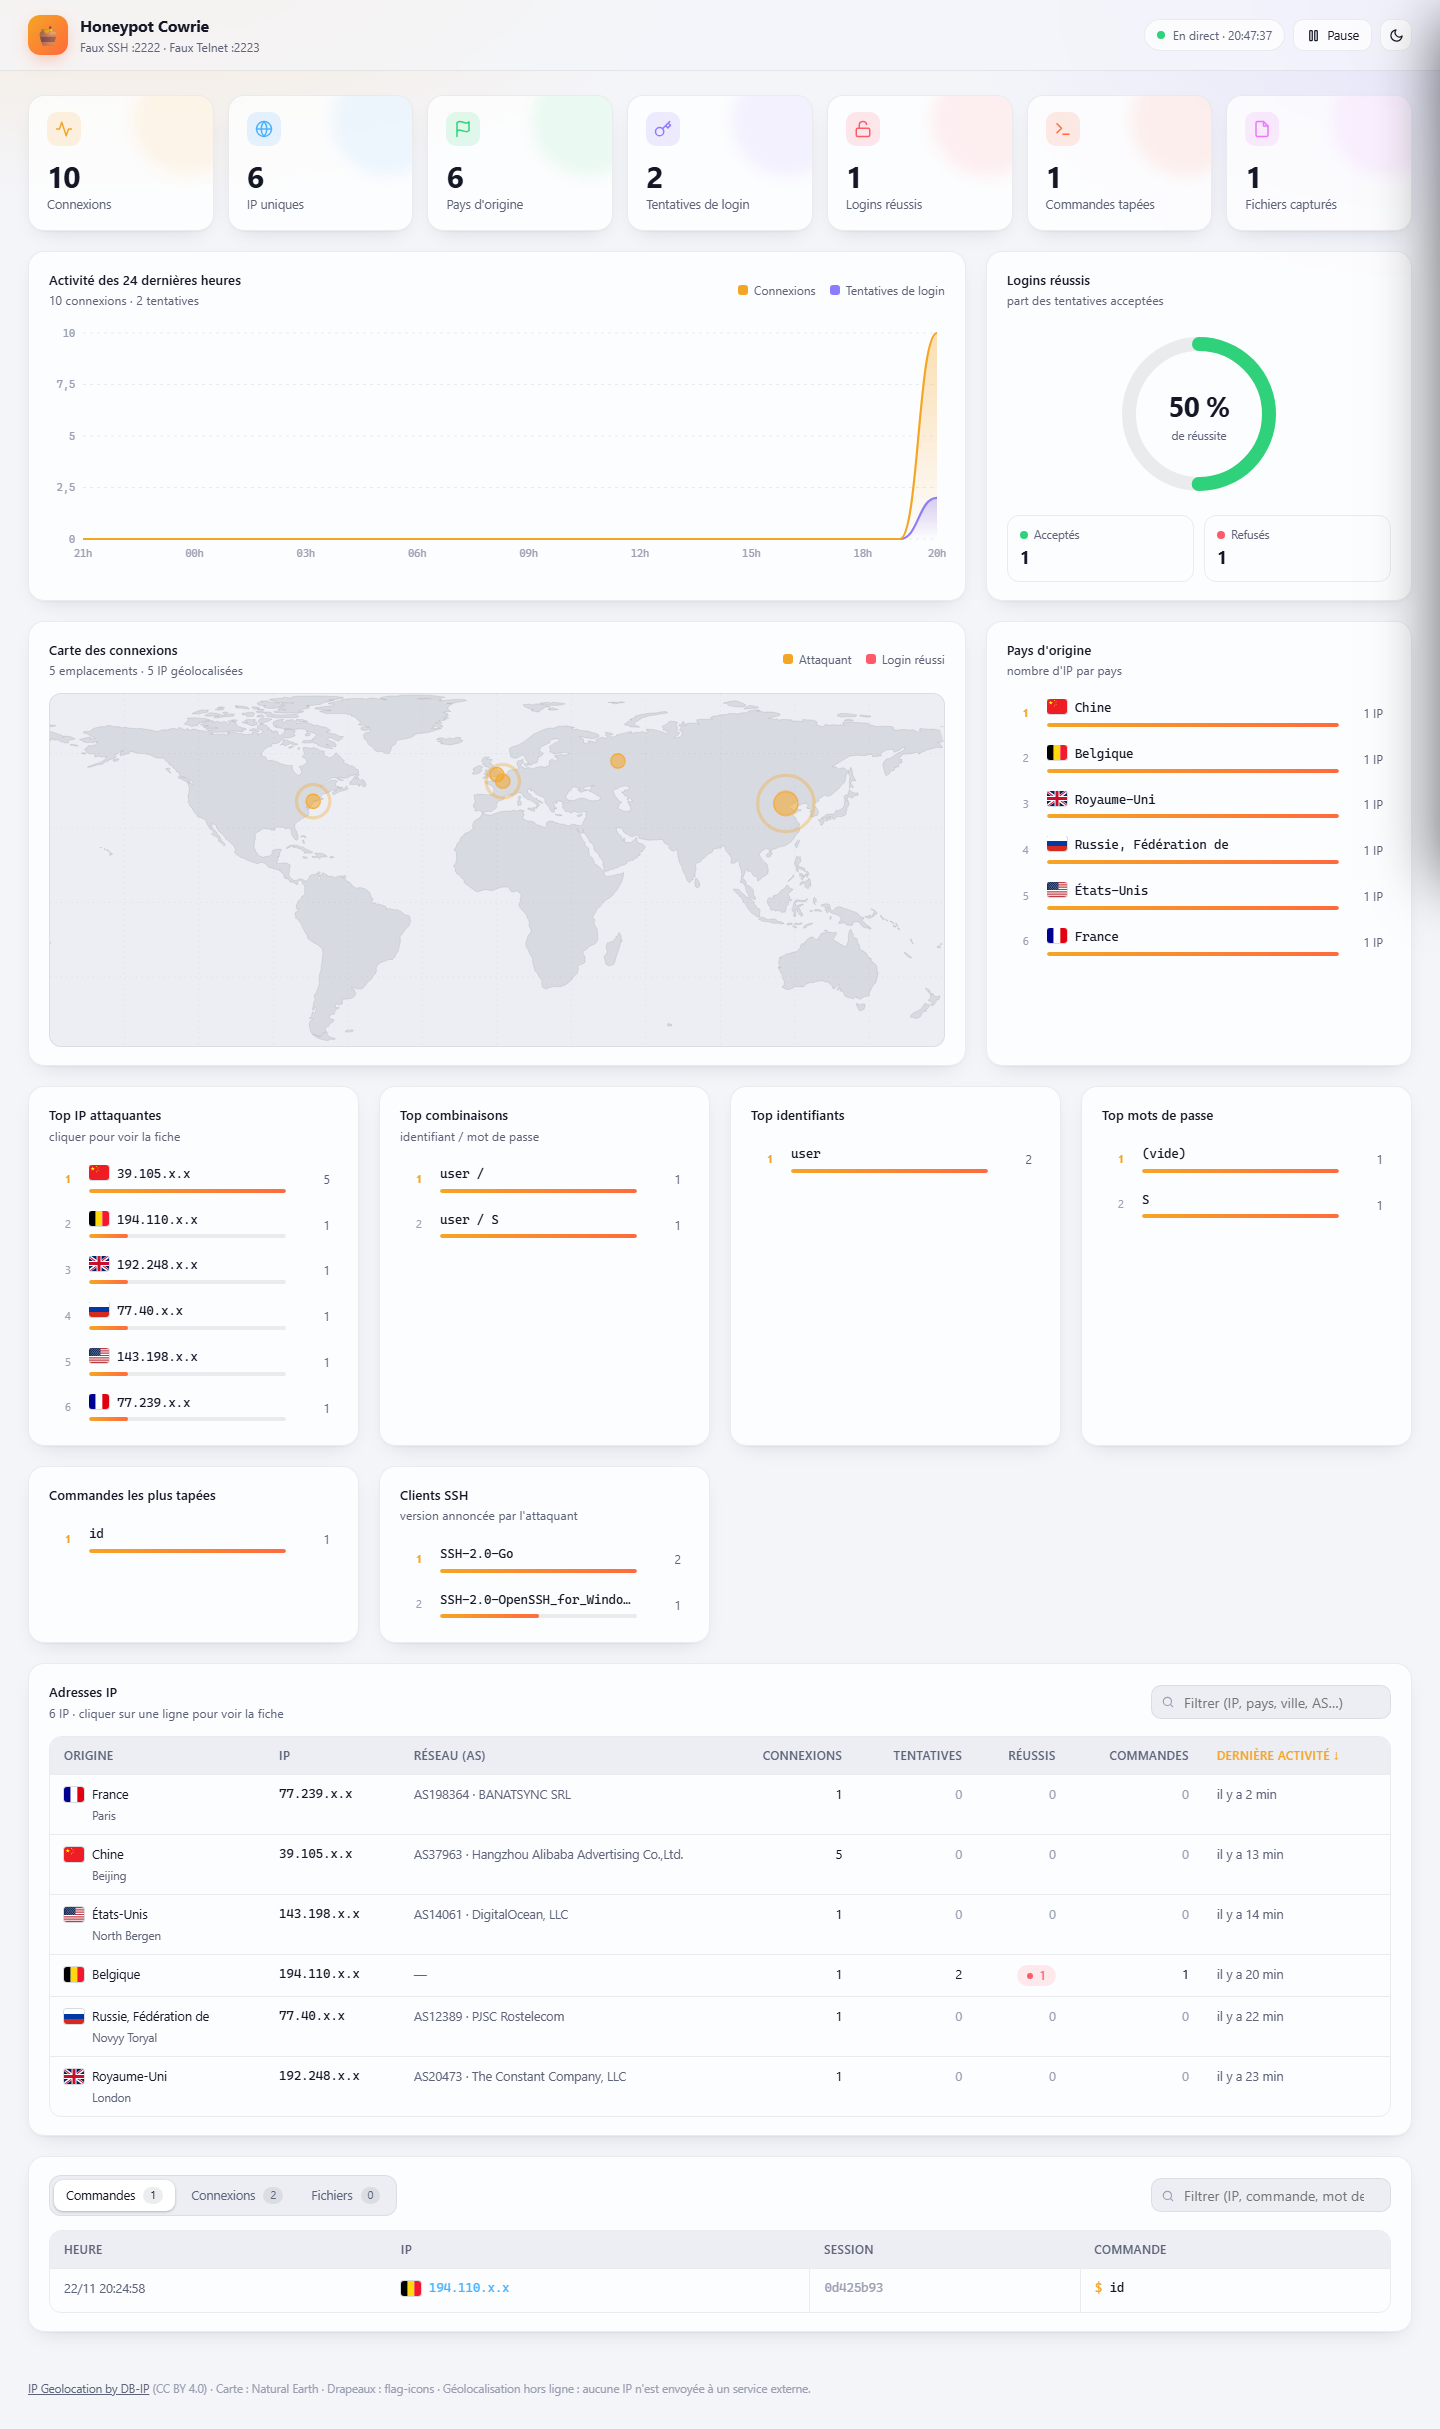 Honeypot Cowrie
Faux SSH :2222 · Faux Telnet :2223
En direct · 20:47:37
Pause
10
Connexions
6
IP uniques
6
Pays d'origine
2
Tentatives de login
1
Logins réussis
1
Commandes tapées
1
Fichiers capturés
Activité des 24 dernières heures
10 connexions · 2 tentatives
Connexions
Tentatives de login
10
7,5
5
2,5
0
21h
00h
03h
06h
09h
12h
15h
18h
20h
Logins réussis
part des tentatives acceptées
50 %
de réussite
Acceptés
1
Refusés
1
Carte des connexions
5 emplacements · 5 IP géolocalisées
Attaquant
Login réussi
Pays d'origine
nombre d'IP par pays
1 Chine 1 IP
2 Belgique 1 IP
3 Royaume-Uni 1 IP
4 Russie, Fédération de 1 IP
5 États-Unis 1 IP
6 France 1 IP
Top IP attaquantes
cliquer pour voir la fiche
1 39.105.x.x 5
2 194.110.x.x 1
3 192.248.x.x 1
4 77.40.x.x 1
5 143.198.x.x 1
6 77.239.x.x 1
Top combinaisons
identifiant / mot de passe
1 user / 1
2 user / S 1
Top identifiants
1 user 2
Top mots de passe
1 (vide) 1
2 S 1
Commandes les plus tapées
1 id 1
Clients SSH
version annoncée par l'attaquant
1 SSH-2.0-Go 2
2 SSH-2.0-OpenSSH_for_Windo… 1
Adresses IP
6 IP · cliquer sur une ligne pour voir la fiche
Filtrer (IP, pays, ville, AS…)
ORIGINE IP RÉSEAU (AS) CONNEXIONS TENTATIVES RÉUSSIS COMMANDES DERNIÈRE ACTIVITÉ ↓
France 77.239.x.x AS198364 · BANATSYNC SRL 1 0 0 0 il y a 2 min
Paris
Chine 39.105.x.x AS37963 · Hangzhou Alibaba Advertising Co.,Ltd. 5 0 0 0 il y a 13 min
Beijing
États-Unis 143.198.x.x AS14061 · DigitalOcean, LLC 1 0 0 0 il y a 14 min
North Bergen
Belgique 194.110.x.x — 1 2 1 1 il y a 20 min
Russie, Fédération de 77.40.x.x AS12389 · PJSC Rostelecom 1 0 0 0 il y a 22 min
Novyy Toryal
Royaume-Uni 192.248.x.x AS20473 · The Constant Company, LLC 1 0 0 0 il y a 23 min
London
Commandes 1
Connexions 2
Fichiers 0
Filtrer (IP, commande, mot de
HEURE IP SESSION COMMANDE
22/11 20:24:58 194.110.x.x 0d425b93 $ id
IP Geolocation by DB-IP (CC BY 4.0) · Carte : Natural Earth · Drapeaux : flag-icons · Géolocalisation hors ligne : aucune IP n'est envoyée à un service externe.